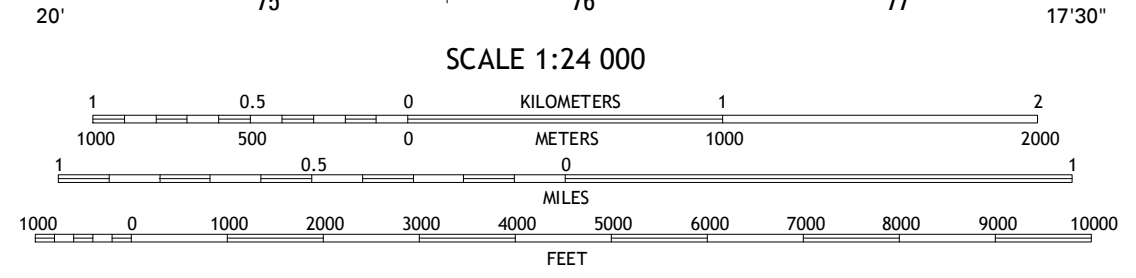 20' 75 76 77 17'30"
SCALE 1:24 000
1 0.5 0 KILOMETERS 1 2
1000 500 0 METERS 1000 2000
1 0.5 0 1
MILES
1000 0 1000 2000 3000 4000 5000 6000 7000 8000 9000 10000
FEET